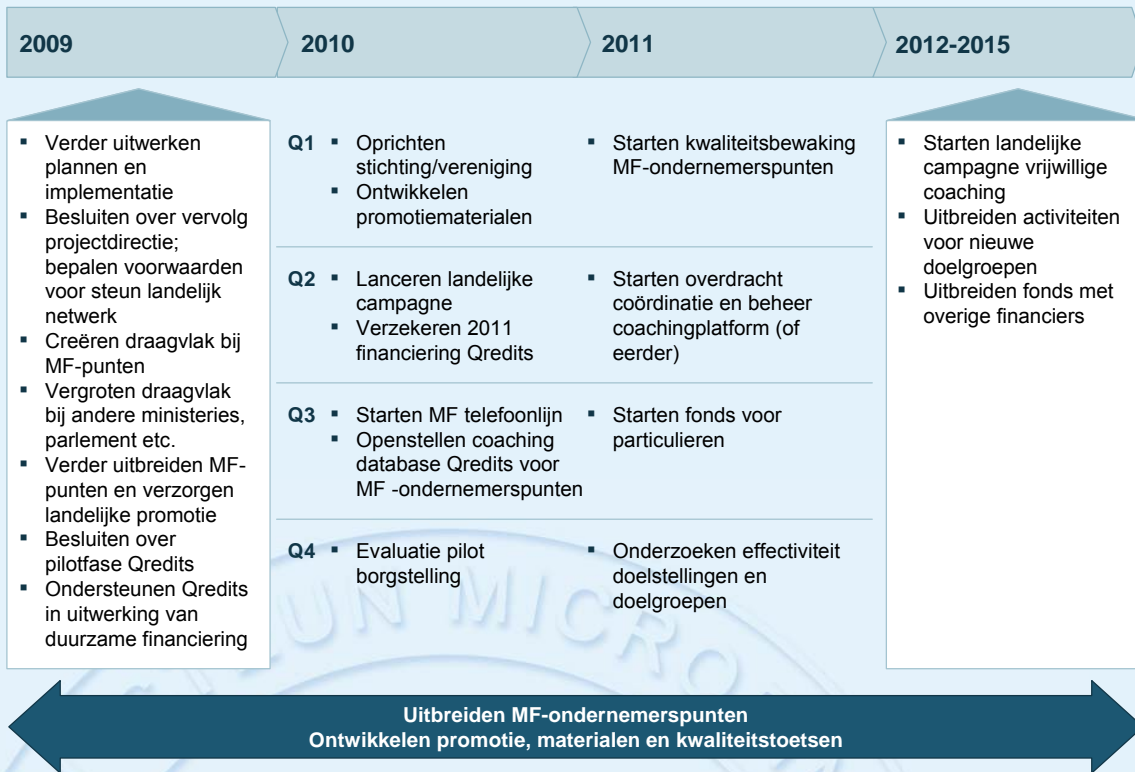 2009
2010
2011
2012-2015
▪ Verder uitwerken
plannen en
implementatie
▪ Besluiten over vervolg
projectdirectie;
bepalen voorwaarden
voor steun landelijk
netwerk
▪ Creëren draagvlak bij
MF-punten
▪ Vergroten draagvlak
bij andere ministeries,
parlement etc.
▪ Verder uitbreiden MF-
punten en verzorgen
landelijke promotie
▪ Besluiten over
pilotfase Qredits
▪ Ondersteunen Qredits
in uitwerking van
duurzame financiering
Q1
▪ Oprichten
stichting/vereniging
▪ Ontwikkelen
promotiematerialen
▪ Starten kwaliteitsbewaking
MF-ondernemerspunten
Q2
▪ Lanceren landelijke
campagne
▪ Verzekeren 2011
financiering Qredits
▪ Starten overdracht
coördinatie en beheer
coachingplatform (of
eerder)
Q3
▪ Starten MF telefoonlijn
▪ Openstellen coaching
database Qredits voor
MF -ondernemerspunten
▪ Starten fonds voor
particulieren
Q4
▪ Evaluatie pilot
borgstelling
▪ Onderzoeken effectiviteit
doelstellingen en
doelgroepen
▪ Starten landelijke
campagne vrijwillige
coaching
▪ Uitbreiden activiteiten
voor nieuwe
doelgroepen
▪ Uitbreiden fonds met
overige financiers
Uitbreiden MF-ondernemerspunten
Ontwikkelen promotie, materialen en kwaliteitstoetsen